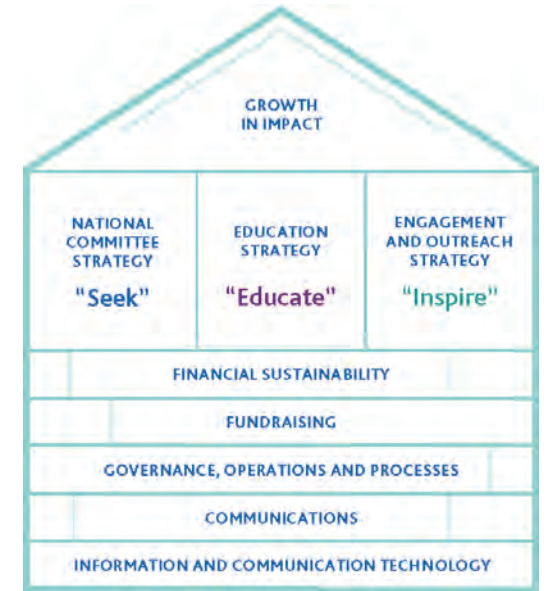 GROWTH
IN IMPACT
NATIONAL
COMMITTEE
STRATEGY
"Seek"
EDUCATION
STRATEGY
"Educate"
ENGAGEMENT
AND OUTREACH
STRATEGY
"Inspire"
FINANCIAL SUSTAINABILITY
FUNDRAISING
GOVERNANCE, OPERATIONS AND PROCESSES
COMMUNICATIONS
INFORMATION AND COMMUNICATION TECHNOLOGY